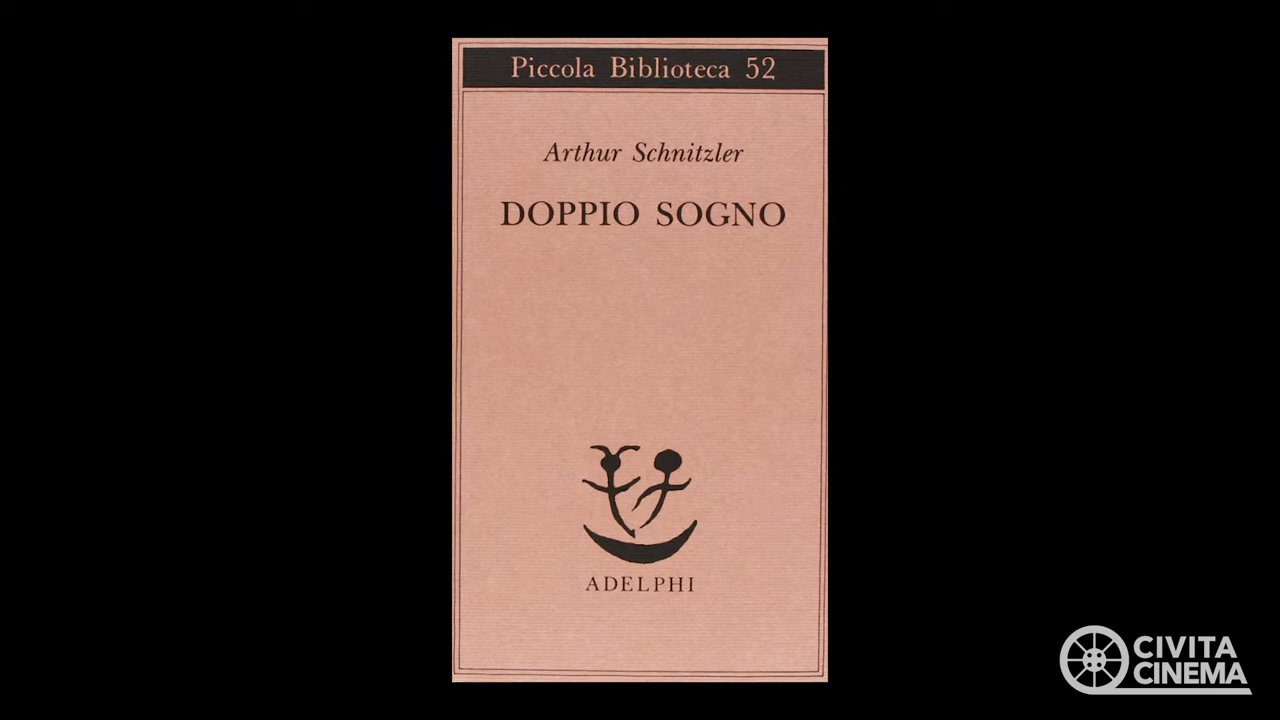 Piccola Biblioteca 52
Arthur Schnitzler
DOPPIO SOGNO
ADELPHI
CIVITA
CINEMA